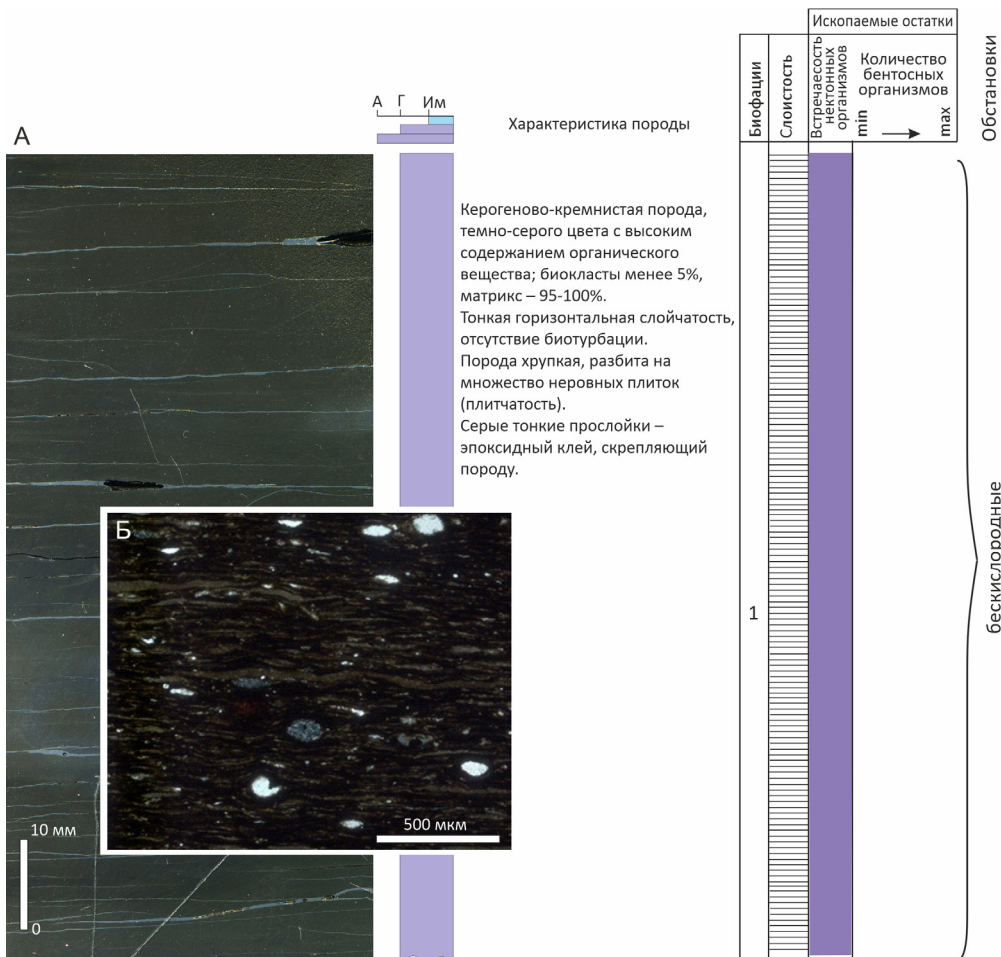 А
А Г Им
Характеристика породы
Керогеново-кремнистая порода,
темно-серого цвета с высоким
содержанием органического
вещества; биокласты менее 5%,
матрикс – 95-100%.
Тонкая горизонтальная слойчатость,
отсутствие биотурбации.
Порода хрупкая, разбита на
множество неровных плиток
(плитчатость).
Серые тонкие прослойки –
эпоксидный клей, скрепляющий
породу.
Б
500 мкм
10 мм
0
Ископаемые остатки
Биофации
Слоистость
Встречаесость
нектонных
организмов
Количество
бентосных
организмов
min
max
Обстановки
1
бескислородные